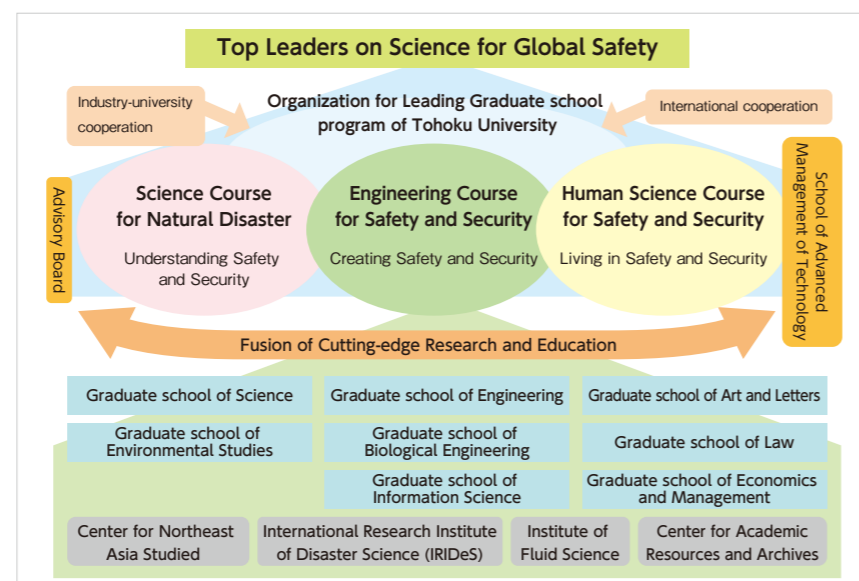 Top Leaders on Science for Global Safety
Industry-university
cooperation
Organization for Leading Graduate school
program of Tohoku University
International cooperation
Advisory Board
Science Course
for Natural Disaster
Understanding Safety
and Security
Engineering Course
for Safety and Security
Creating Safety and Security
Human Science Course
for Safety and Security
Living in Safety and Security
School of Advanced
Management of Technology
Fusion of Cutting-edge Research and Education
Graduate school of Science
Graduate school of Engineering
Graduate school of Art and Letters
Graduate school of
Environmental Studies
Graduate school of
Biological Engineering
Graduate school of Law
Graduate school of
Information Science
Graduate school of Economics
and Management
Center for Northeast
Asia Studied
International Research Institute
of Disaster Science (IRIDeS)
Institute of
Fluid Science
Center for Academic
Resources and Archives